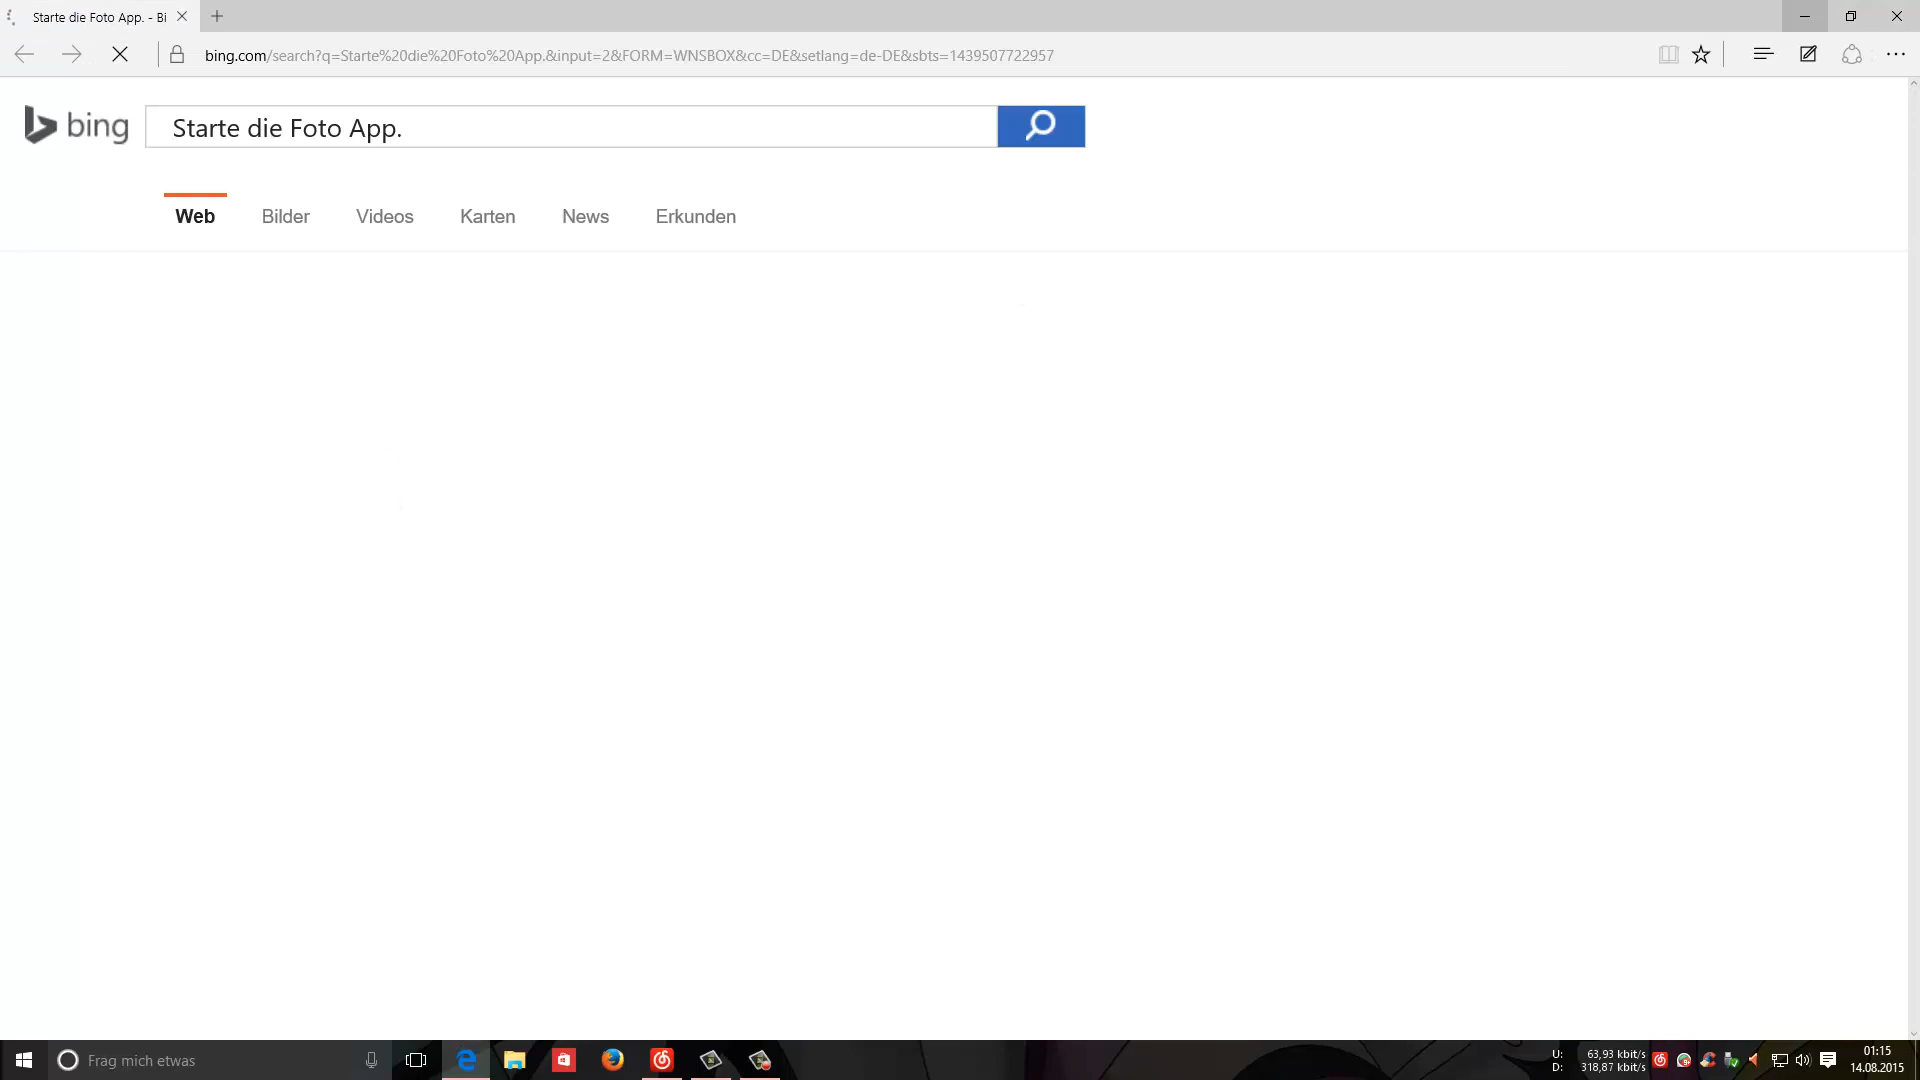 Starte die Foto App. - Bi
bing.com/search?q=Starte%20die%20Foto%20App.&input=2&FORM=WNSBOX&cc=DE&setlang=de-DE&sbts=1439507722957
bing
Starte die Foto App.
Web Bilder Videos Karten News Erkunden
Frag mich etwas
U: 63,93 kbit/s
D: 318,87 kbit/s
01:15
14.08.2015